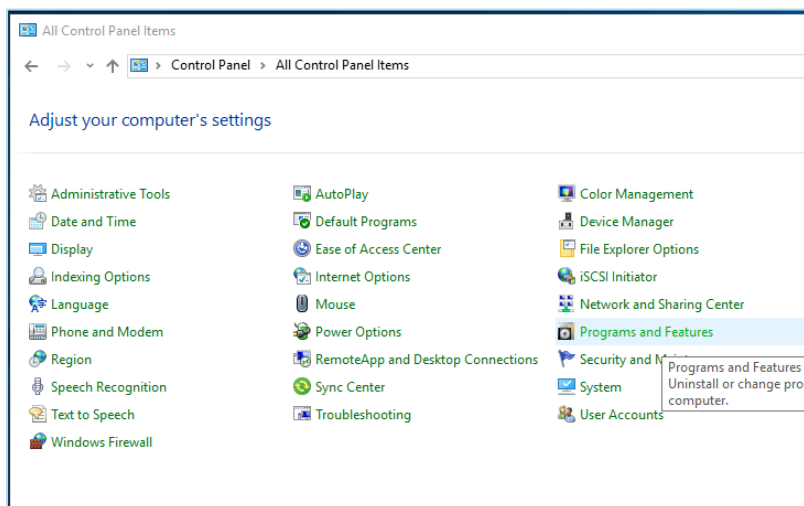 All Control Panel Items
Control Panel > All Control Panel Items
Adjust your computer's settings
Administrative Tools
AutoPlay
Color Management
Date and Time
Default Programs
Device Manager
Display
Ease of Access Center
File Explorer Options
Indexing Options
Internet Options
iSCSI Initiator
Language
Mouse
Network and Sharing Center
Phone and Modem
Power Options
Programs and Features
Region
RemoteApp and Desktop Connections
Security and
Programs and Features
Uninstall or change pro
computer.
Speech Recognition
Sync Center
System
Text to Speech
Troubleshooting
User Accounts
Windows Firewall